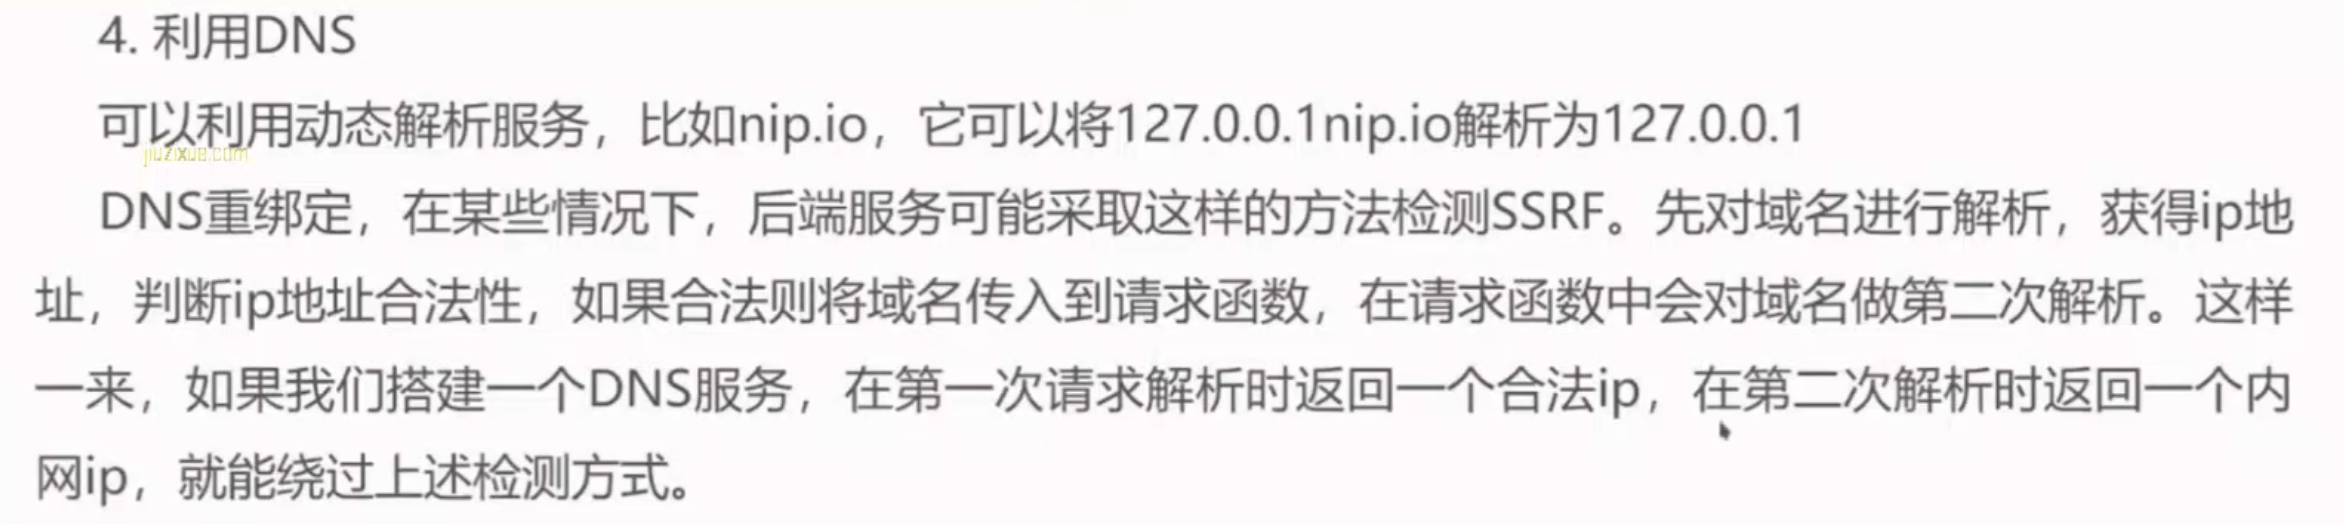 4. 利用DNS
可以利用动态解析服务，比如nip.io，它可以将127.0.0.1nip.io解析为127.0.0.1
jiuzixue.com
DNS重绑定，在某些情况下，后端服务可能采取这样的方法检测SSRF。先对域名进行解析，获得ip地
址，判断ip地址合法性，如果合法则将域名传入到请求函数，在请求函数中会对域名做第二次解析。这样
一来，如果我们搭建一个DNS服务，在第一次请求解析时返回一个合法ip，在第二次解析时返回一个内
网ip，就能绕过上述检测方式。